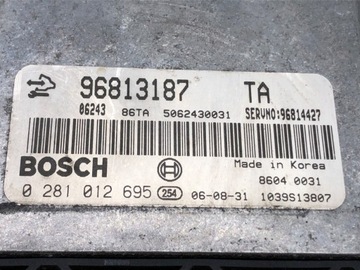 96813187 TA
06243 86TA 5062430031 SERVNO:96814427
BOSCH Made in Korea
8604 0031
0 281 012 695 254 06-08-31 1039S13807